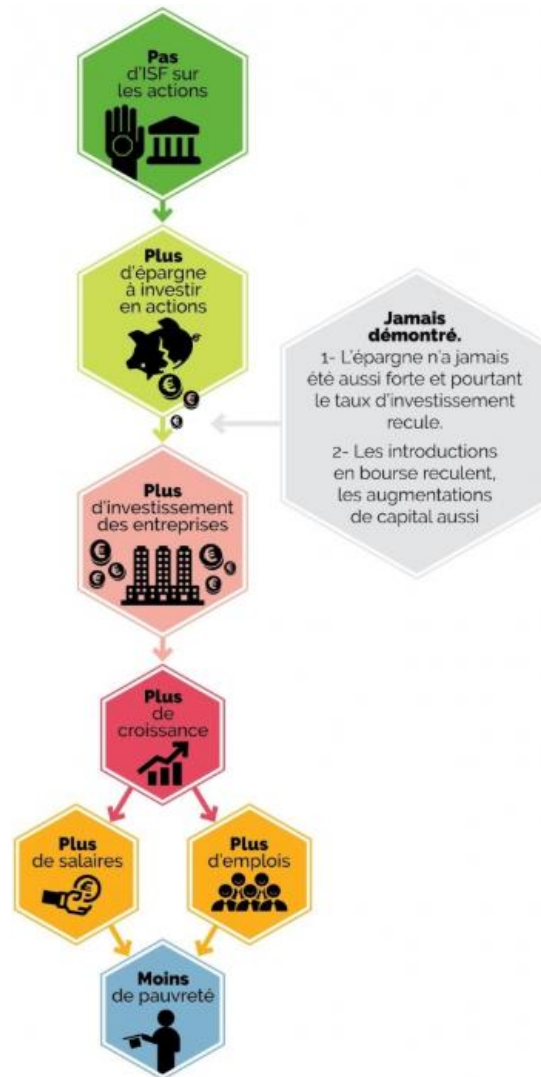 Pas
d'ISF sur
les actions
Plus
d'épargne
à investir
en actions
Jamais
démontré.
1- L'épargne n'a jamais
été aussi forte et pourtant
le taux d'investissement
recule.
2- Les introductions
en bourse reculent,
les augmentations
de capital aussi
Plus
d'investissement
des entreprises
Plus
de
croissance
Plus
de salaires
Plus
d'emplois
Moins
de pauvreté